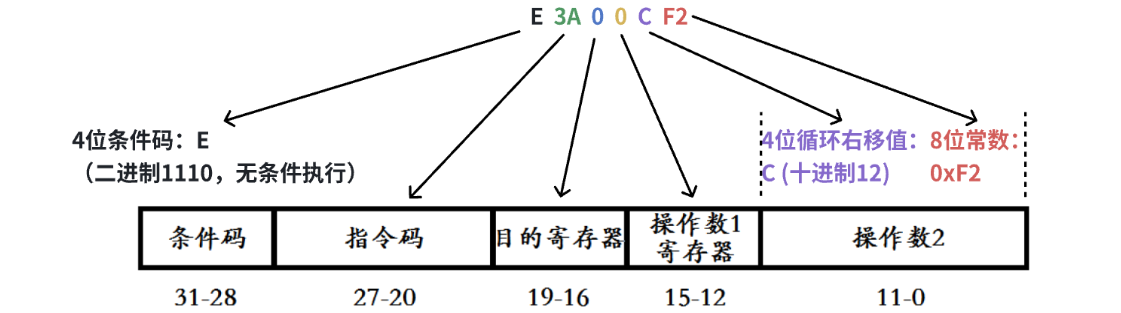 E 3A 0 0 C F2
4位条件码：E
（二进制1110，无条件执行）
4位循环右移值：
C (十进制12)
8位常数：
0xF2
条件码
指令码
目的寄存器
操作数1
寄存器
操作数2
31-28
27-20
19-16
15-12
11-0